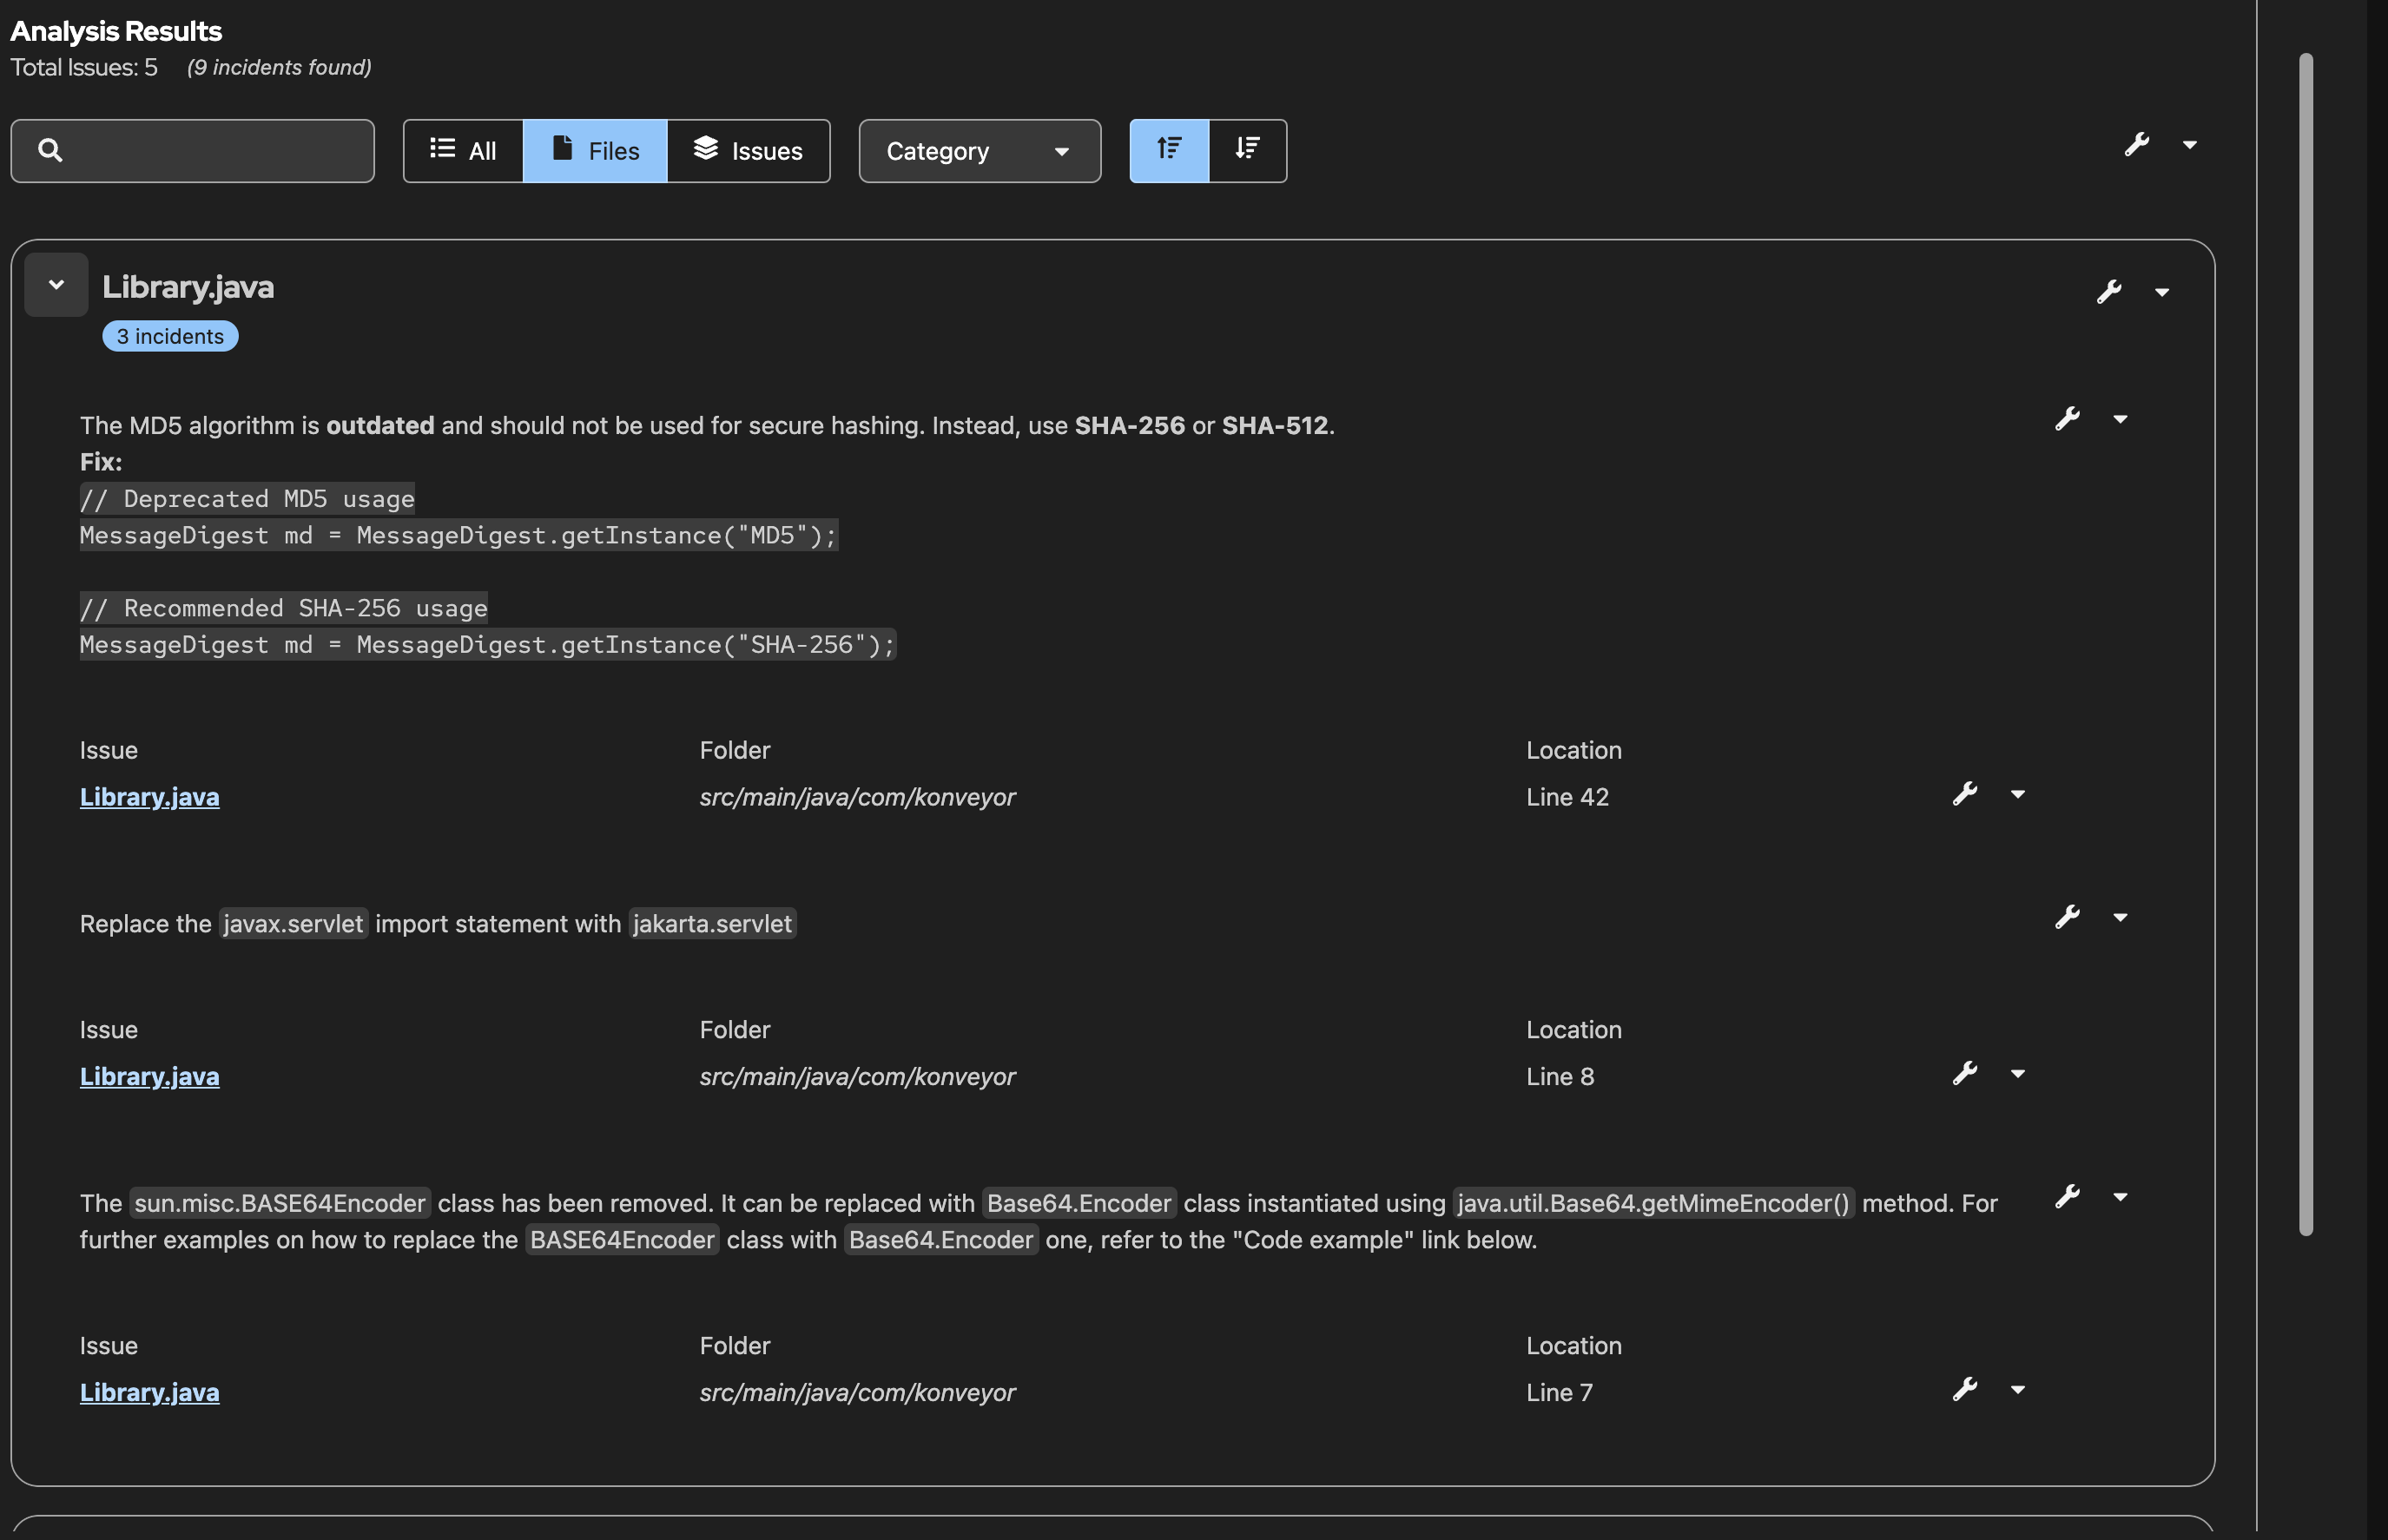 Analysis Results
Total Issues: 5 (9 incidents found)
All Files Issues Category
Library.java
3 incidents
The MD5 algorithm is outdated and should not be used for secure hashing. Instead, use SHA-256 or SHA-512.
Fix:
// Deprecated MD5 usage
MessageDigest md = MessageDigest.getInstance("MD5");
// Recommended SHA-256 usage
MessageDigest md = MessageDigest.getInstance("SHA-256");
Issue Folder Location
Library.java src/main/java/com/konveyor Line 42
Replace the javax.servlet import statement with jakarta.servlet
Issue Folder Location
Library.java src/main/java/com/konveyor Line 8
The sun.misc.BASE64Encoder class has been removed. It can be replaced with Base64.Encoder class instantiated using java.util.Base64.getMimeEncoder() method. For
further examples on how to replace the BASE64Encoder class with Base64.Encoder one, refer to the "Code example" link below.
Issue Folder Location
Library.java src/main/java/com/konveyor Line 7